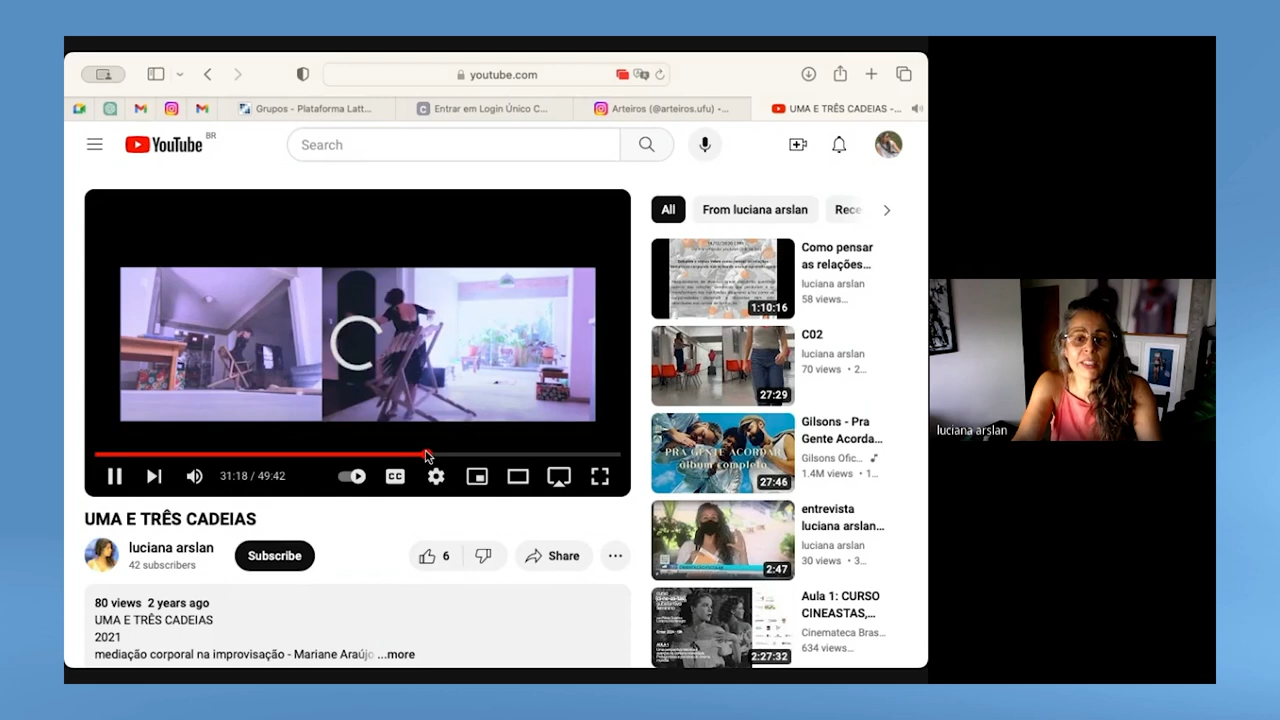 youtube.com
Grupos - Plataforma Latt...
Entrar em Login Único C...
Arteiros (@arteiros.ufu) -...
UMA E TRÊS CADEIAS -...
YouTube BR
Search
All
From luciana arslan
Rece
31:18 / 49:42
CC
UMA E TRÊS CADEIAS
luciana arslan
42 subscribers
Subscribe
6
Share
80 views 2 years ago
UMA E TRÊS CADEIAS
2021
mediação corporal na improvisação - Mariane Araújo ...more
1:10:16
Como pensar
as relações...
luciana arslan
58 views...
27:29
C02
luciana arslan
70 views • 2...
PRA GENTE ACORDAR
álbum completo
27:46
Gilsons - Pra
Gente Acorda...
Gilsons Ofic...
1.4M views • 1...
2:47
entrevista
luciana arslan...
luciana arslan
30 views • 3...
AULA 1:
2:27:32
Aula 1: CURSO
CINEASTAS,...
Cinemateca Bras...
634 views...
luciana arslan